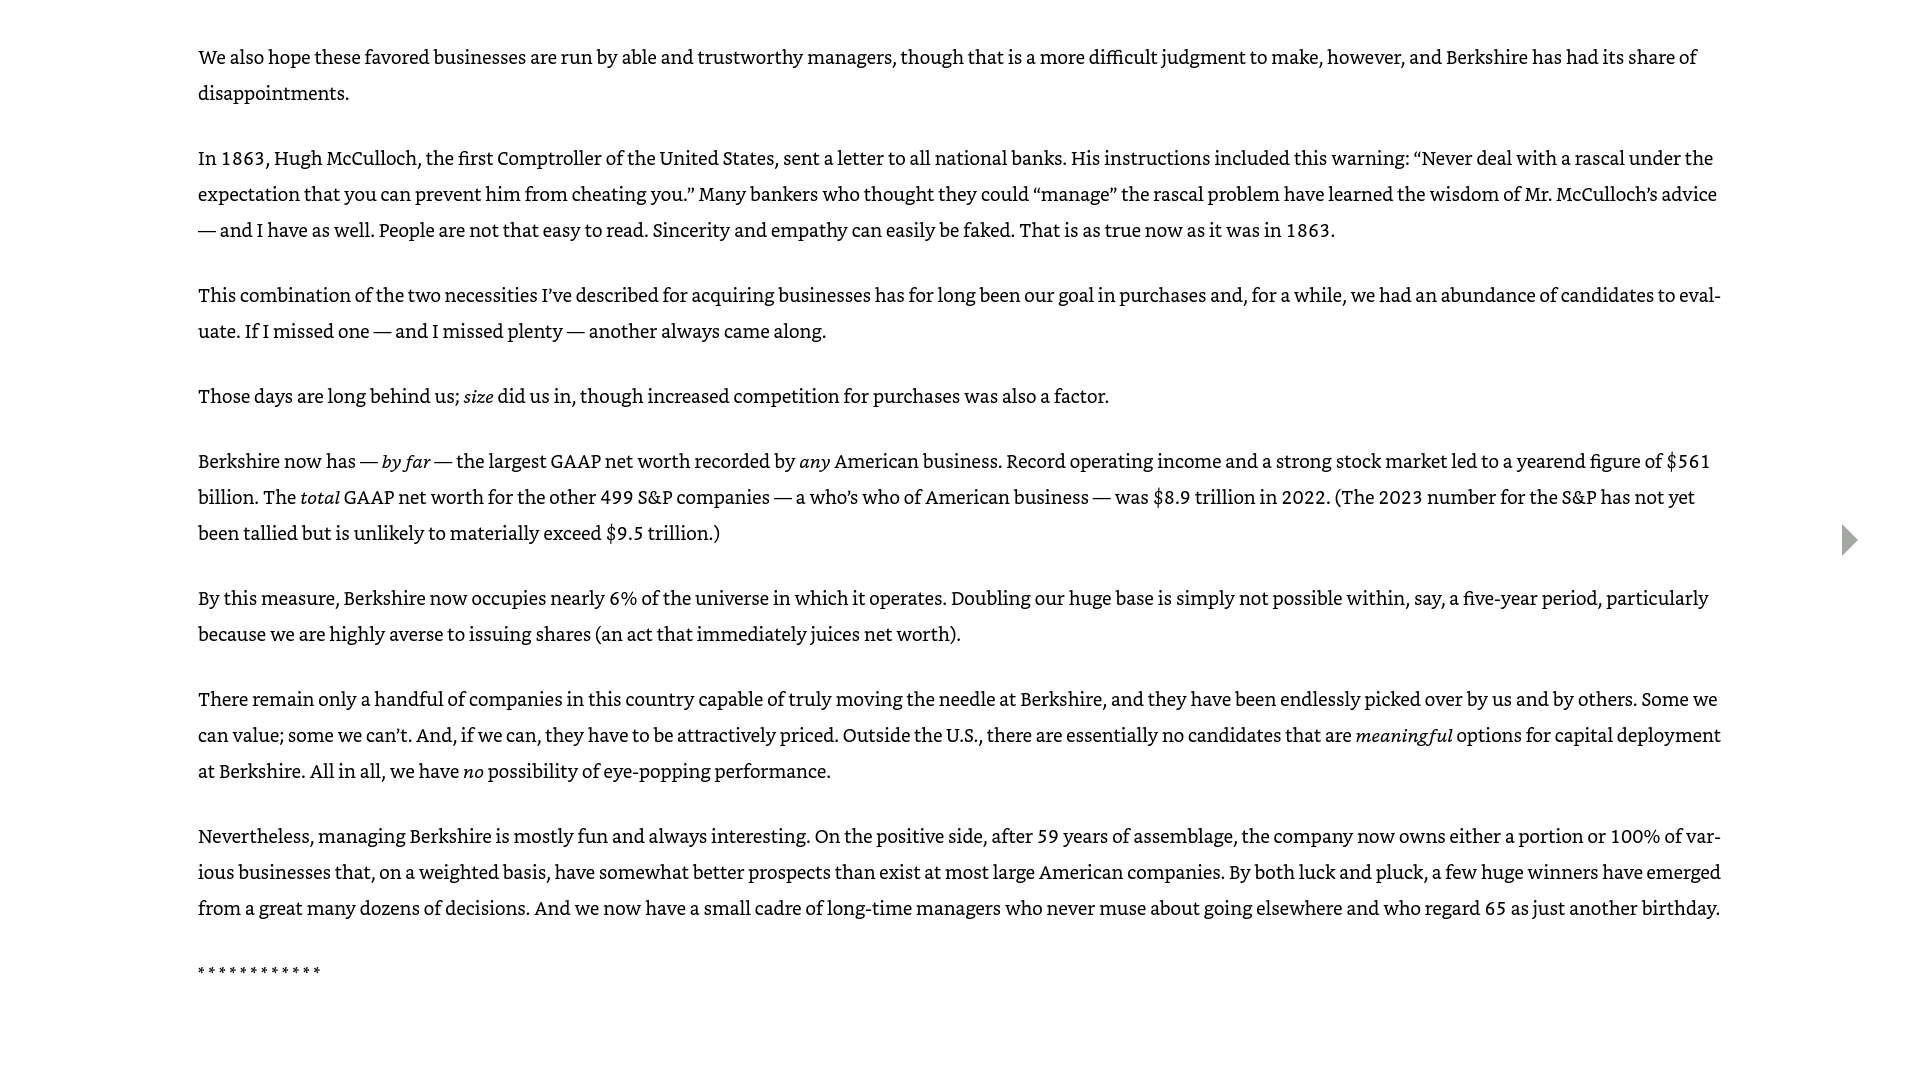 We also hope these favored businesses are run by able and trustworthy managers, though that is a more difficult judgment to make, however, and Berkshire has had its share of
disappointments.
In 1863, Hugh McCulloch, the first Comptroller of the United States, sent a letter to all national banks. His instructions included this warning: “Never deal with a rascal under the
expectation that you can prevent him from cheating you.” Many bankers who thought they could “manage” the rascal problem have learned the wisdom of Mr. McCulloch’s advice
— and I have as well. People are not that easy to read. Sincerity and empathy can easily be faked. That is as true now as it was in 1863.
This combination of the two necessities I’ve described for acquiring businesses has for long been our goal in purchases and, for a while, we had an abundance of candidates to eval-
uate. If I missed one — and I missed plenty — another always came along.
Those days are long behind us; size did us in, though increased competition for purchases was also a factor.
Berkshire now has — by far — the largest GAAP net worth recorded by any American business. Record operating income and a strong stock market led to a yearend figure of $561
billion. The total GAAP net worth for the other 499 S&P companies — a who’s who of American business — was $8.9 trillion in 2022. (The 2023 number for the S&P has not yet
been tallied but is unlikely to materially exceed $9.5 trillion.)
By this measure, Berkshire now occupies nearly 6% of the universe in which it operates. Doubling our huge base is simply not possible within, say, a five-year period, particularly
because we are highly averse to issuing shares (an act that immediately juices net worth).
There remain only a handful of companies in this country capable of truly moving the needle at Berkshire, and they have been endlessly picked over by us and by others. Some we
can value; some we can’t. And, if we can, they have to be attractively priced. Outside the U.S., there are essentially no candidates that are meaningful options for capital deployment
at Berkshire. All in all, we have no possibility of eye-popping performance.
Nevertheless, managing Berkshire is mostly fun and always interesting. On the positive side, after 59 years of assemblage, the company now owns either a portion or 100% of var-
ious businesses that, on a weighted basis, have somewhat better prospects than exist at most large American companies. By both luck and pluck, a few huge winners have emerged
from a great many dozens of decisions. And we now have a small cadre of long-time managers who never muse about going elsewhere and who regard 65 as just another birthday.
* * * * * * * * * * * *